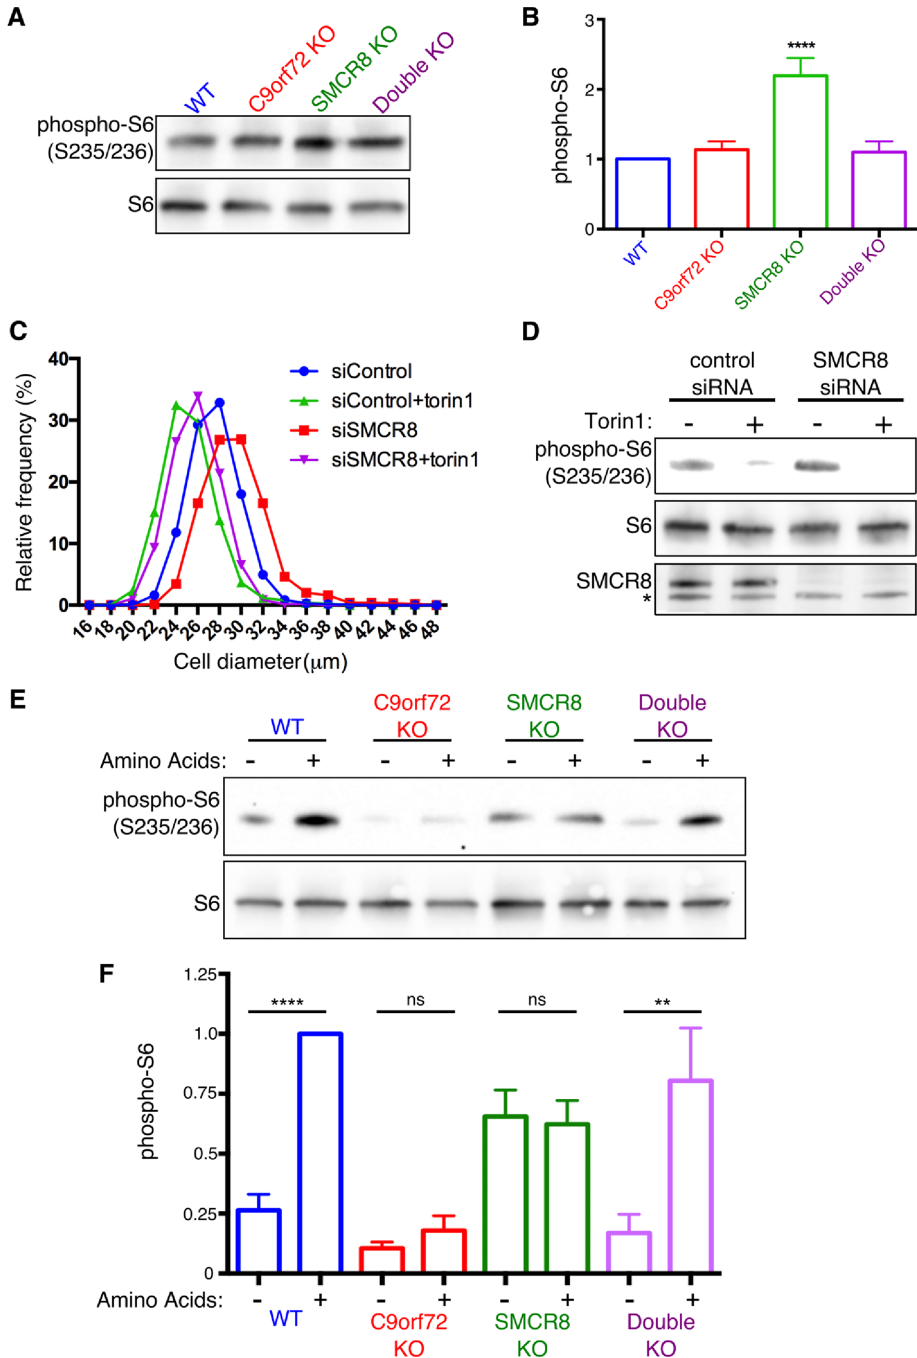 A
WT
C9orf72 KO
SMCR8 KO
Double KO
phospho-S6
(S235/236)
S6
B
phospho-S6
3
2
1
0
****
WT
C9orf72 KO
SMCR8 KO
Double KO
C
Relative frequency (%)
40
30
20
10
0
siControl
siControl+torin1
siSMCR8
siSMCR8+torin1
16 18 20 22 24 26 28 30 32 34 36 38 40 42 44 46 48
Cell diameter(μm)
D
control siRNA
SMCR8 siRNA
Torin1: - + - +
phospho-S6
(S235/236)
S6
SMCR8
*
E
WT
C9orf72 KO
SMCR8 KO
Double KO
Amino Acids: - + - + - + - +
phospho-S6
(S235/236)
S6
F
phospho-S6
1.25
1.0
0.75
0.5
0.25
0
**** ns ns **
Amino Acids: - + - + - + - +
WT
C9orf72 KO
SMCR8 KO
Double KO